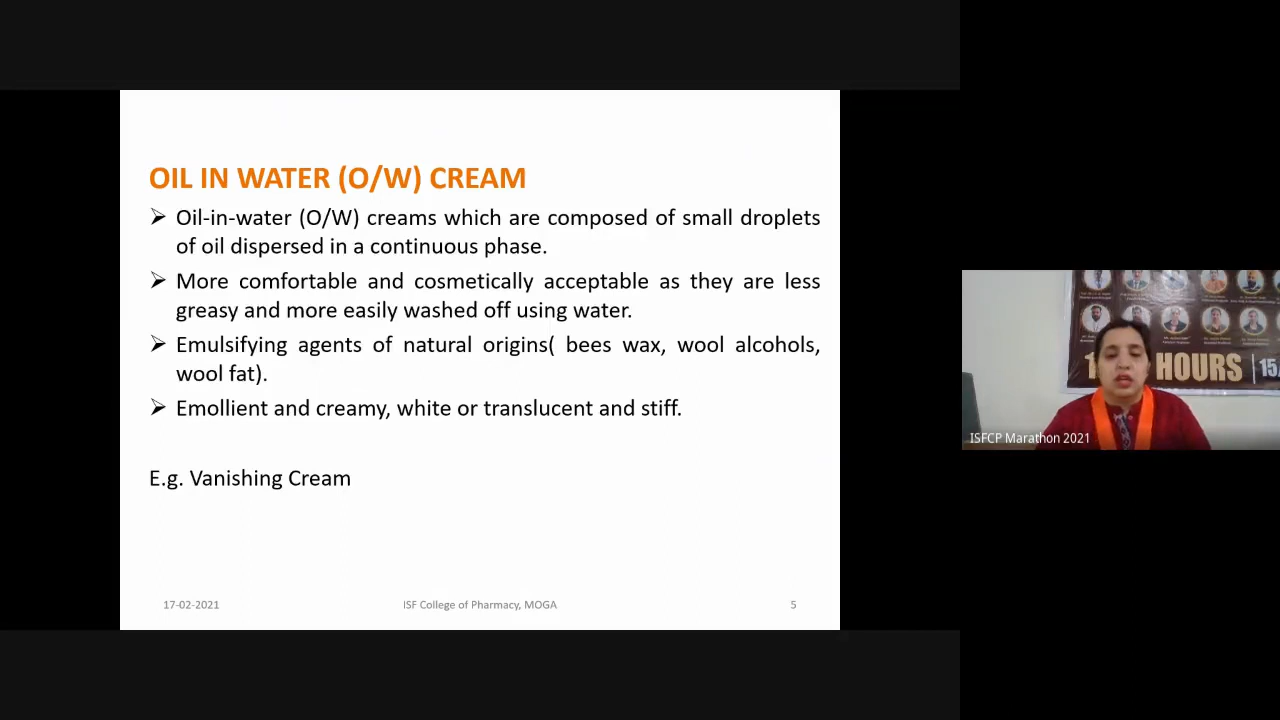 OIL IN WATER (O/W) CREAM
➢ Oil-in-water (O/W) creams which are composed of small droplets
of oil dispersed in a continuous phase.
➢ More comfortable and cosmetically acceptable as they are less
greasy and more easily washed off using water.
➢ Emulsifying agents of natural origins( bees wax, wool alcohols,
wool fat).
➢ Emollient and creamy, white or translucent and stiff.
E.g. Vanishing Cream
17-02-2021
ISF College of Pharmacy, MOGA
5
HOURS
15/
ISFCP Marathon 2021